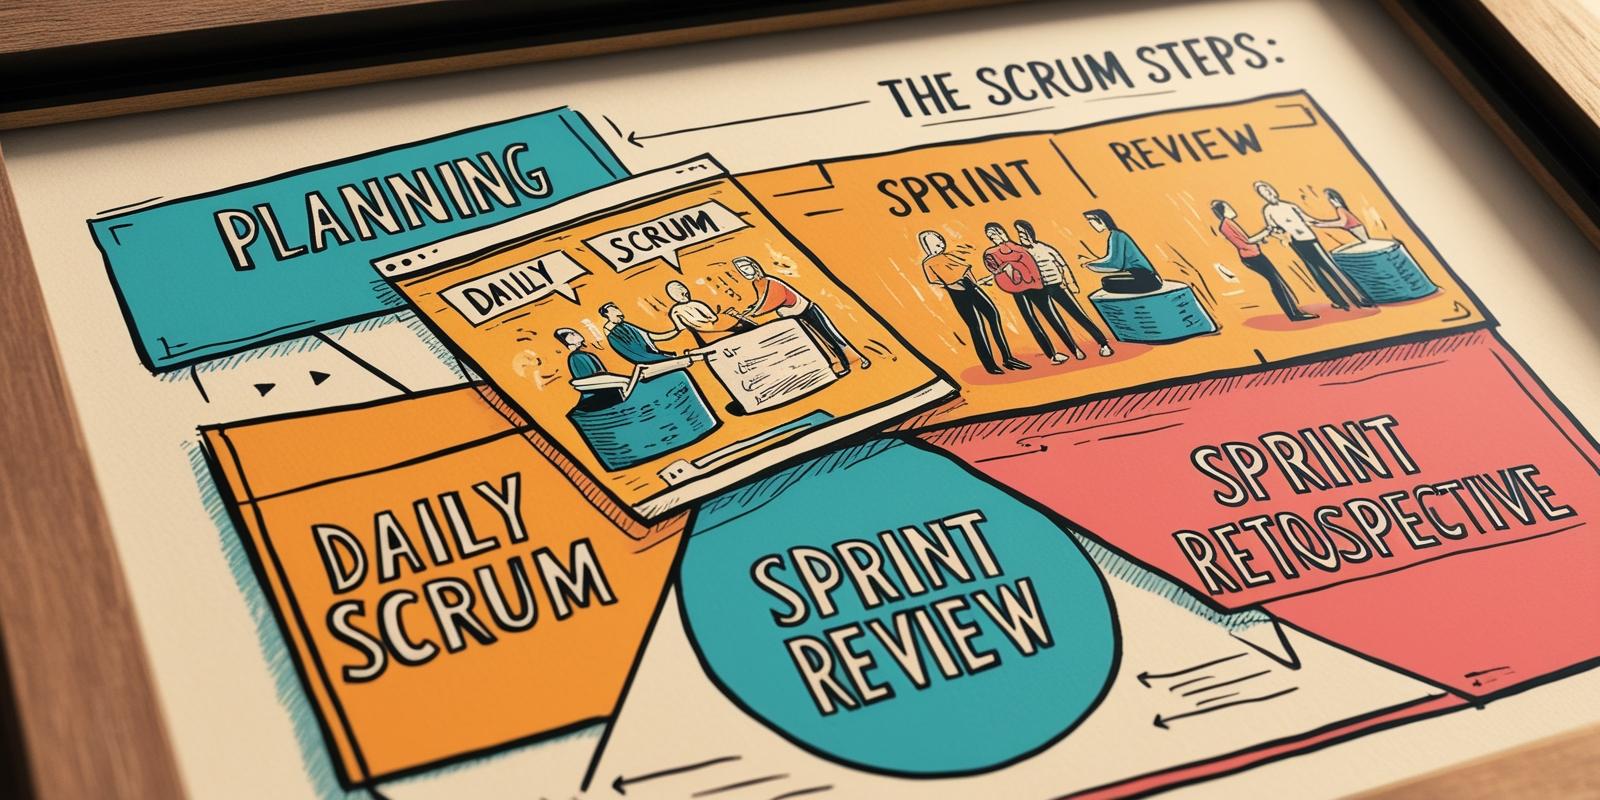 THE SCRUM STEPS:
PLANNING
DAILY
SCRUM
SPRINT
REVIEW
DAILY
SCRUM
SPRINT
REVIEW
SPRINT
RETOSPECTIVE